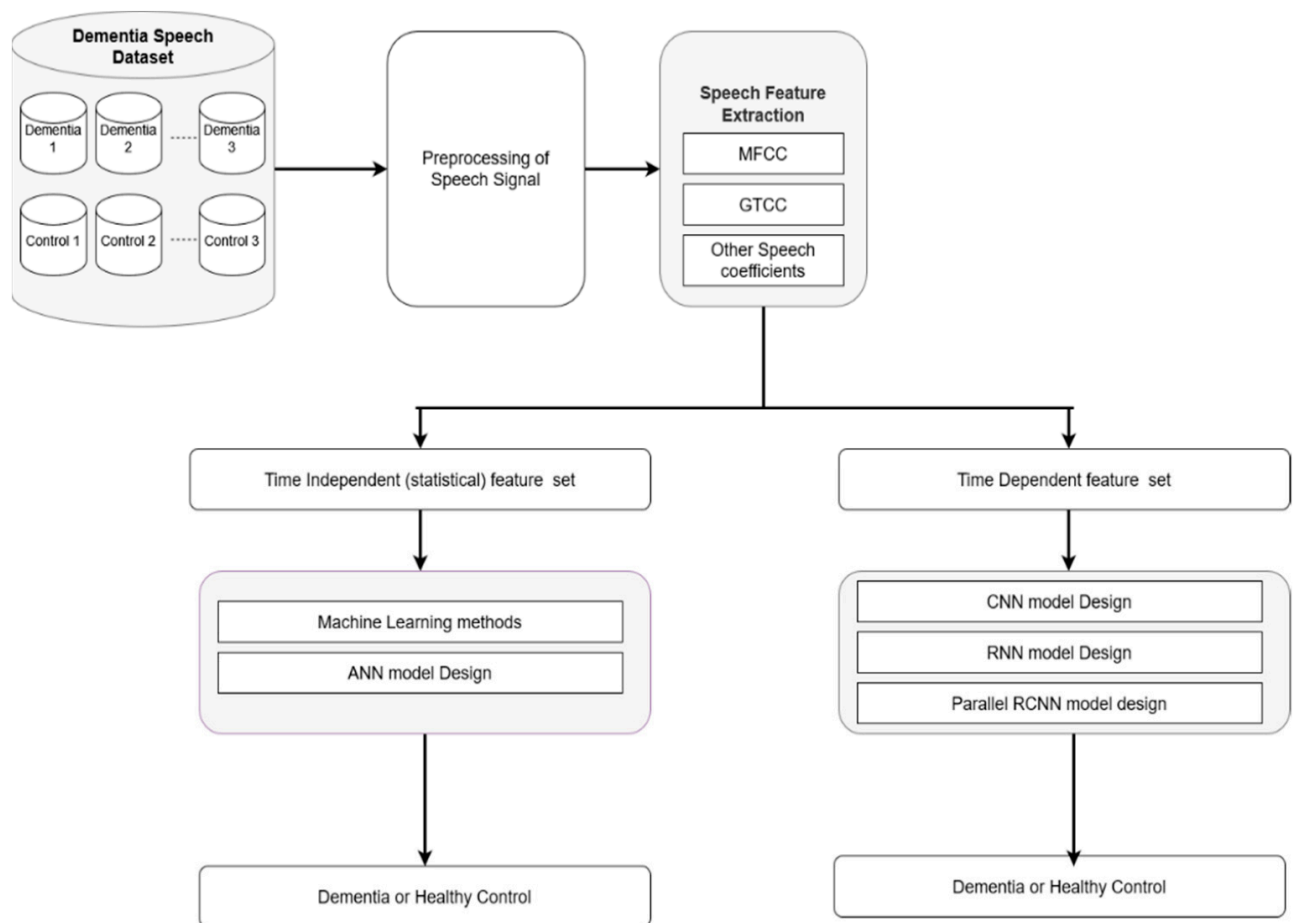 Dementia Speech
Dataset
Dementia
1
Dementia
2
Dementia
3
Control 1
Control 2
Control 3
Preprocessing of
Speech Signal
Speech Feature
Extraction
MFCC
GTCC
Other Speech
coefficients
Time Independent (statistical) feature set
Time Dependent feature set
Machine Learning methods
ANN model Design
CNN model Design
RNN model Design
Parallel RCNN model design
Dementia or Healthy Control
Dementia or Healthy Control